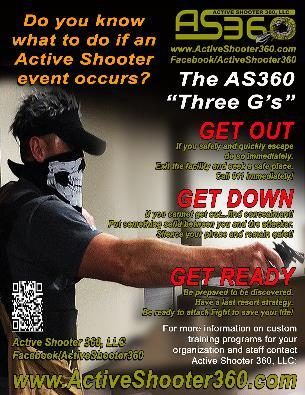 Do you know
what to do if an
Active Shooter
event occurs?
ACTIVE SHOOTER 360, LLC
AS360
www.ActiveShooter360.com
Facebook/ActiveShooter360
The AS360
“Three G’s”
GET OUT
If you safely and quickly escape
do so immediately.
Exit the facility and seek a safe place.
Call 911 immediately!
GET DOWN
If you cannot get out...find concealment!
Put something solid between you and the attacker.
Silence your phone and remain quiet!
GET READY
Be prepared to be discovered.
Have a last resort strategy.
Be ready to attack! Fight to save your life!
For more information on custom
training programs for your
organization and staff contact
Active Shooter 360, LLC:
Active Shooter 360, LLC
Facebook/ActiveShooter360
www.ActiveShooter360.com